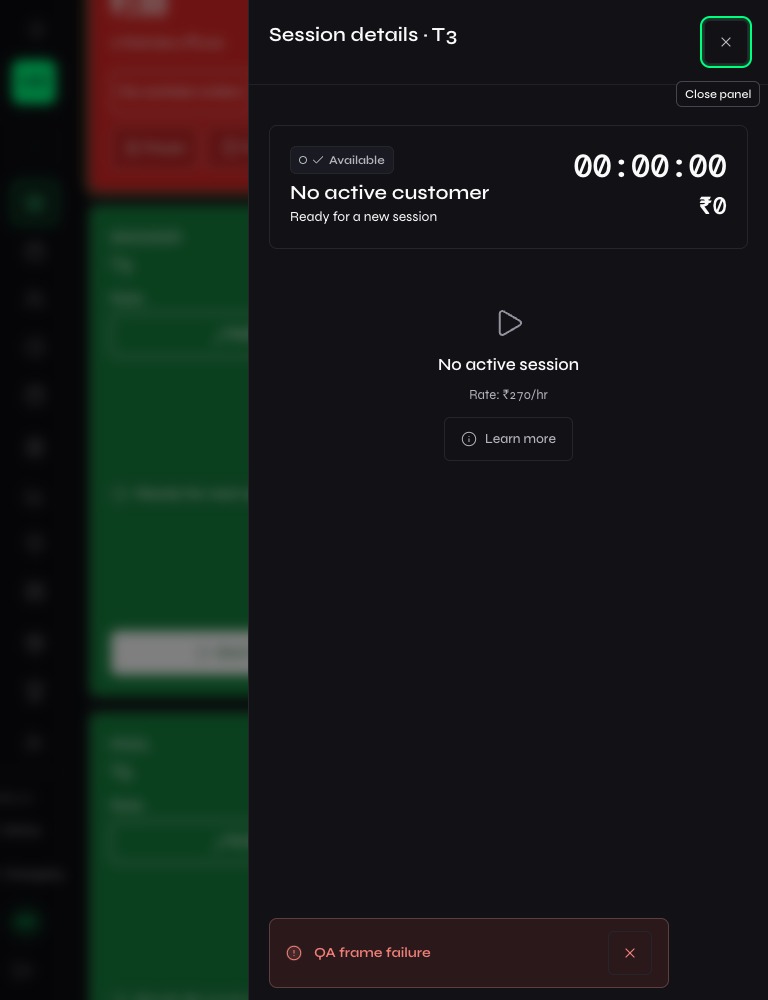 Session details · T3
Close panel
Available
00:00:00
No active customer
₹0
Ready for a new session
No active session
Rate: ₹270/hr
Learn more
QA frame failure